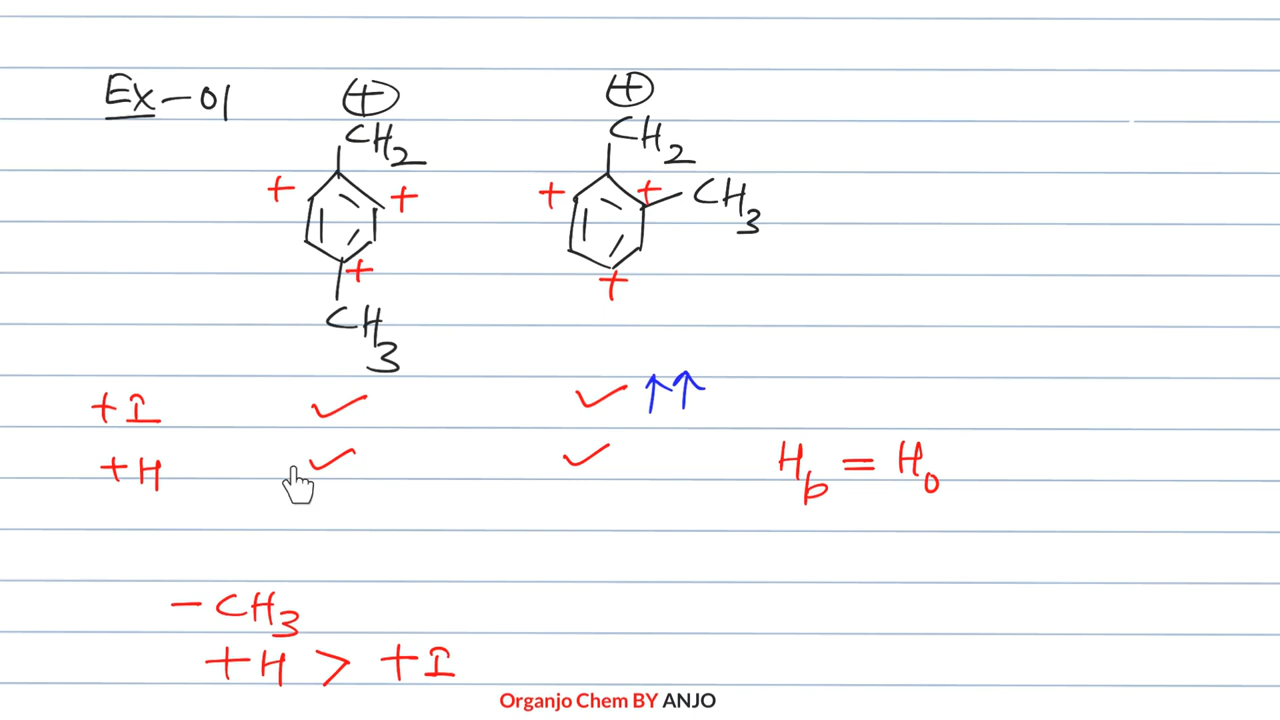 Ex-01
⊕ ⊕
CH2 CH2
+ + + + CH3
+ +
CH3
+I ✓ ✓ ↑↑
+H ✓ ✓ Hp = Ho
-CH3
+H > +I
Organjo Chem BY ANJO